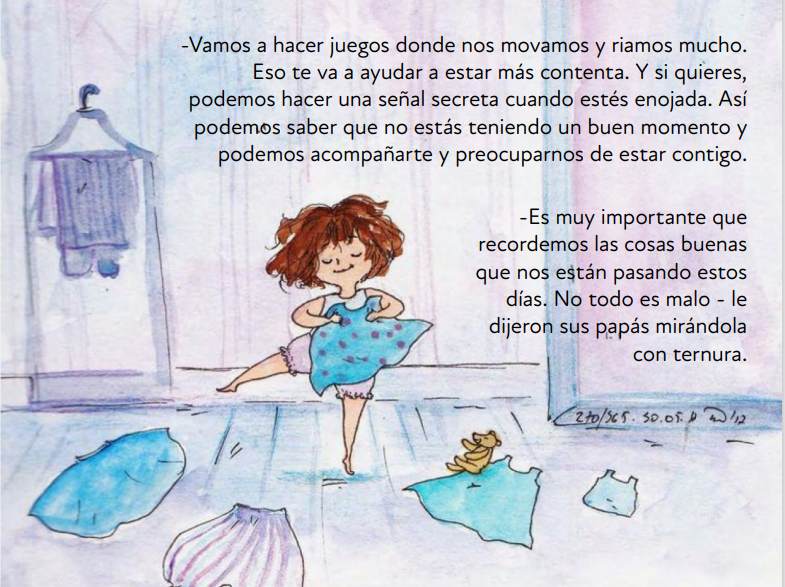 -Vamos a hacer juegos donde nos movamos y riamos mucho.
Eso te va a ayudar a estar más contenta. Y si quieres,
podemos hacer una señal secreta cuando estés enojada. Así
podemos saber que no estás teniendo un buen momento y
podemos acompañarte y preocuparnos de estar contigo.
-Es muy importante que
recordemos las cosas buenas
que nos están pasando estos
días. No todo es malo - le
dijeron sus papás mirándola
con ternura.
270/365. 30.05.